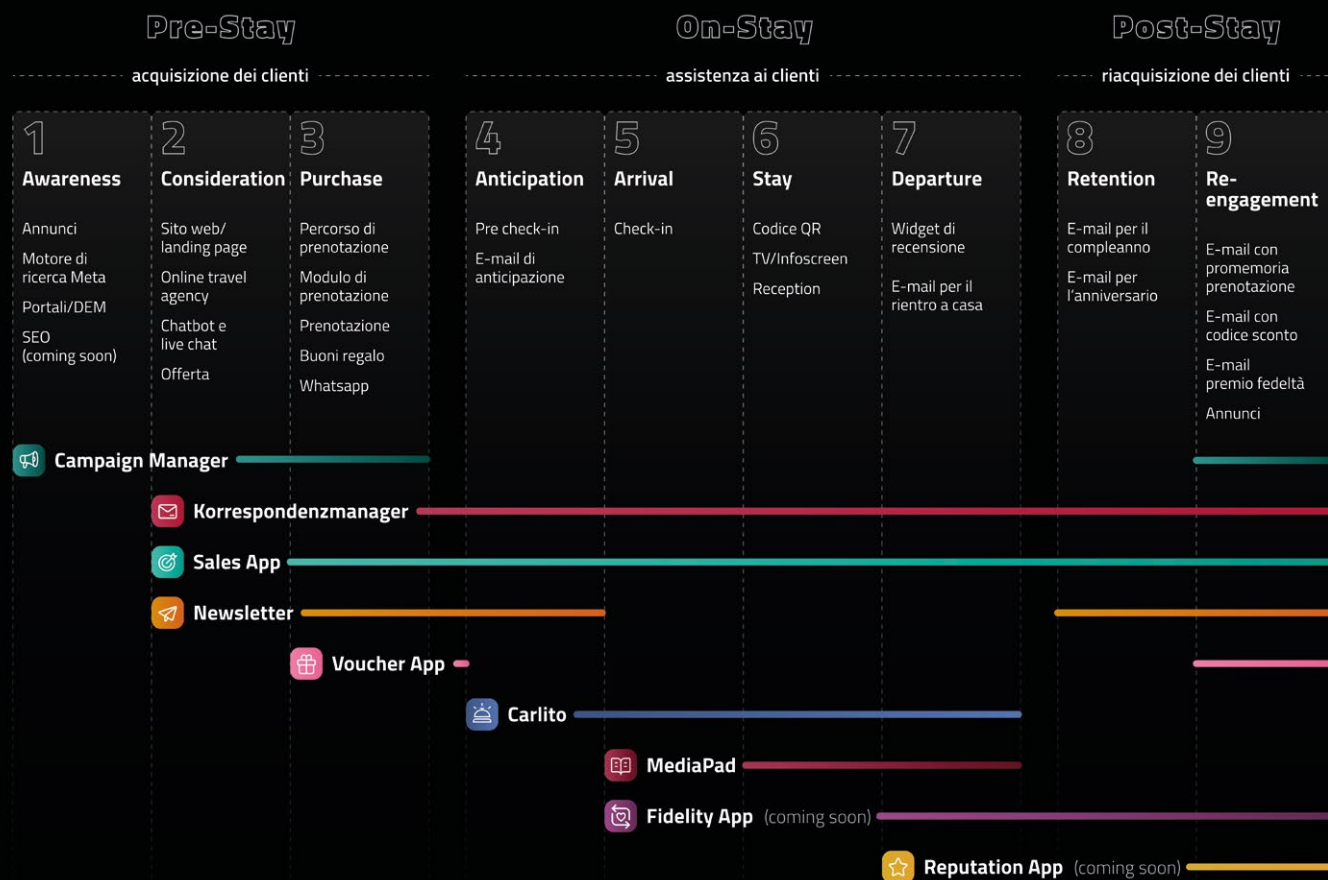 Pre-Stay
On-Stay
Post-Stay
acquisizione dei clienti
assistenza ai clienti
riacquisizione dei clienti
1
Awareness
Annunci
Motore di
ricerca Meta
Portali/DEM
SEO
(coming soon)
2
Consideration
Sito web/
landing page
Online travel
agency
Chatbot e
live chat
Offerta
3
Purchase
Percorso di
prenotazione
Modulo di
prenotazione
Prenotazione
Buoni regalo
Whatsapp
4
Anticipation
Pre check-in
E-mail di
anticipazione
5
Arrival
Check-in
6
Stay
Codice QR
TV/Infoscreen
Reception
7
Departure
Widget di
recensione
E-mail per il
rientro a casa
8
Retention
E-mail per il
compleanno
E-mail per
l'anniversario
9
Re-
engagement
E-mail con
promemoria
prenotazione
E-mail con
codice sconto
E-mail
premio fedeltà
Annunci
Campaign Manager
Korrespondenzmanager
Sales App
Newsletter
Voucher App
Carlito
MediaPad
Fidelity App (coming soon)
Reputation App (coming soon)